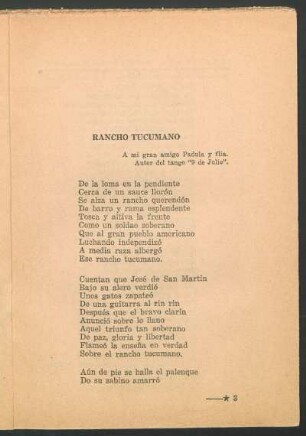 RANCHO TUCUMANO
A mi gran amigo Padula y flia.
Autor del tango "9 de Julio".
De la loma en la pendiente
Cerca de un sauce llorón
Se alza un rancho querendón
De barro y rama esplendente
Tosca y altiva la frente
Como un soldao soberano
Que al gran pueblo americano
Luchando independizó
A media raza albergó
Ese rancho tucumano.
Cuentan que José de San Martín
Bajo su alero verdió
Unos gatos zapateó
De una guitarra al rin rin
Después que el bravo clarín
Anunció sobre lo llano
Aquel triunfo tan soberano
De paz, gloria y libertad
Flameó la enseña en verdad
Sobre el rancho tucumano.
Aún de pie se halla el palenque
Do su sabino amarró
—★ 3